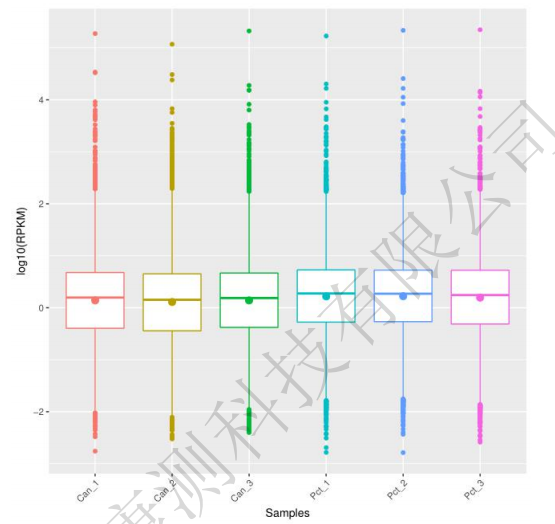 log10(RPKM)
4
2
0
−2
Can_1 Can_2 Can_3 Pct_1 Pct_2 Pct_3
Samples
测科技有限公司